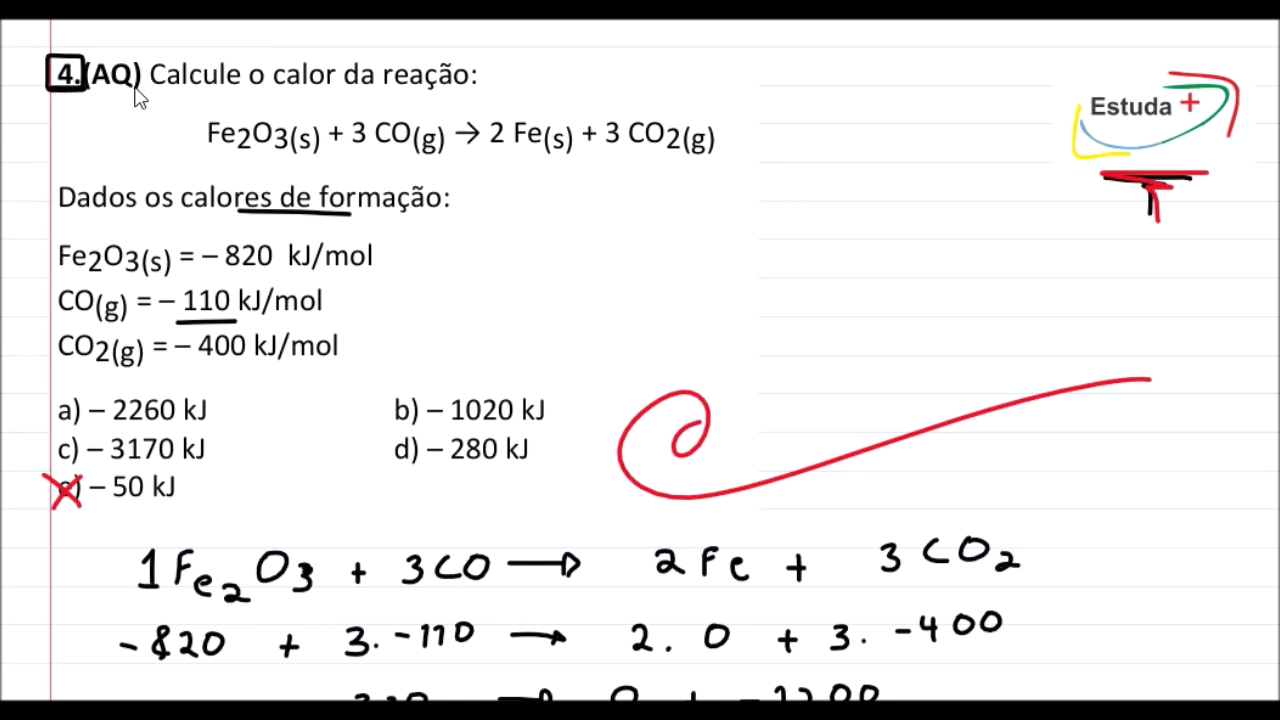 4.(AQ) Calcule o calor da reação:
Estuda +
Fe2O3(s) + 3 CO(g) → 2 Fe(s) + 3 CO2(g)
Dados os calores de formação:
Fe2O3(s) = – 820 kJ/mol
CO(g) = – 110 kJ/mol
CO2(g) = – 400 kJ/mol
a) – 2260 kJ b) – 1020 kJ
c) – 3170 kJ d) – 280 kJ
e) – 50 kJ
1Fe2O3 + 3CO → 2Fe + 3CO2
-820 + 3. -110 → 2. 0 + 3. -400